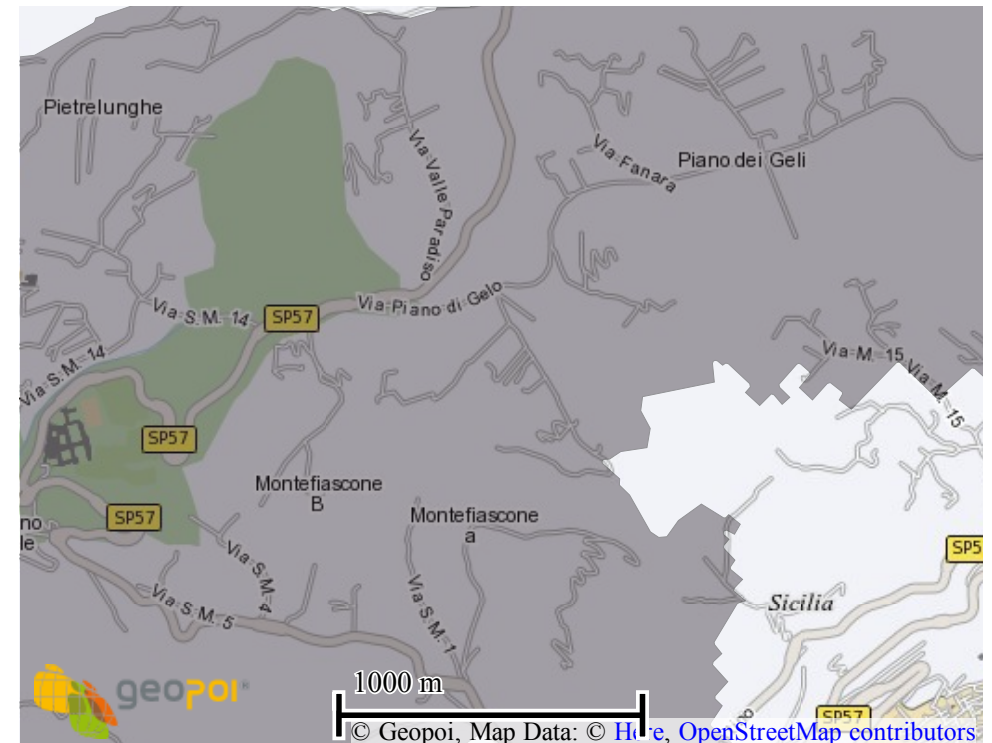 Pietrelunghe
Via Valle Paradiso
Via Fanara
Piano dei Geli
Via S.M. 14
SP57
Via Piano di Gelo
Via S.M. 14
Via M. 15
Via M. 15
SP57
Montefiascone
B
SP57
no
le
Montefiascone
a
Via S.M. 4
SP5
Via S.M. 5
Via S.M. 1
Sicilia
geopoi®
1000 m
SP57
© Geopoi, Map Data: © Here, OpenStreetMap contributors